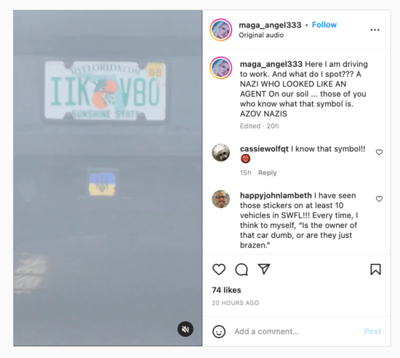 MYFLORIDA.COM
IIK V80
SUNSHINE STATE
maga_angel333 • Follow
Original audio
maga_angel333 Here I am driving
to work. And what do I spot??? A
NAZI WHO LOOKED LIKE AN
AGENT On our soil ... those of you
who know what that symbol is.
AZOV NAZIS
Edited · 20h
cassiewolfqt I know that symbol!!
15h Reply
happyjohnlambeth I have seen
those stickers on at least 10
vehicles in SWFL!!! Every time, I
think to myself, "Is the owner of
that car dumb, or are they just
brazen."
74 likes
20 HOURS AGO
Add a comment...
Post